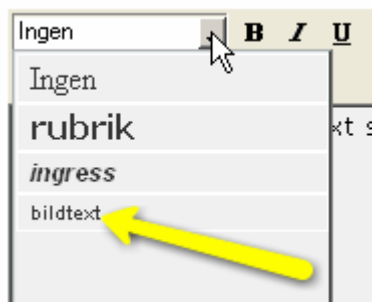 Ingen B I U
Ingen
rubrik
xt s
ingress
bildtext